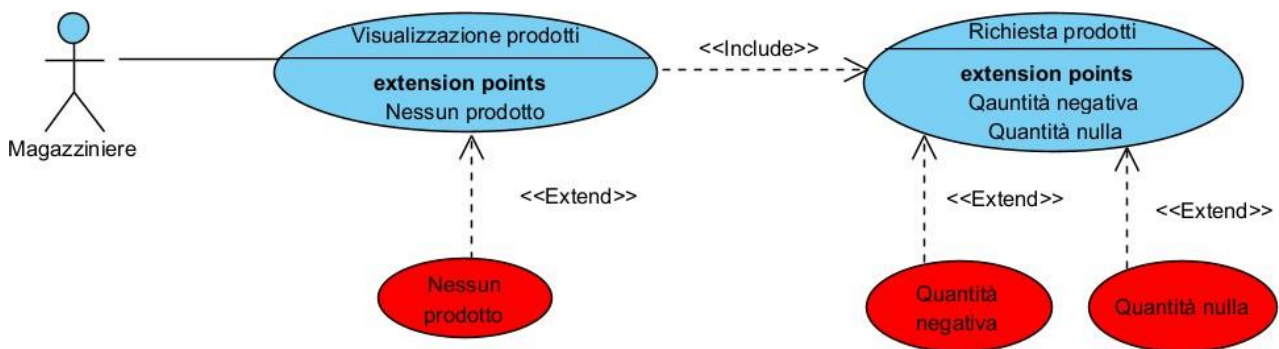 Visualizzazione prodotti
extension points
Nessun prodotto
<<Include>>
Richiesta prodotti
extension points
Qauntità negativa
Quantità nulla
Magazziniere
<<Extend>>
<<Extend>>
<<Extend>>
Nessun
prodotto
Quantità
negativa
Quantità nulla